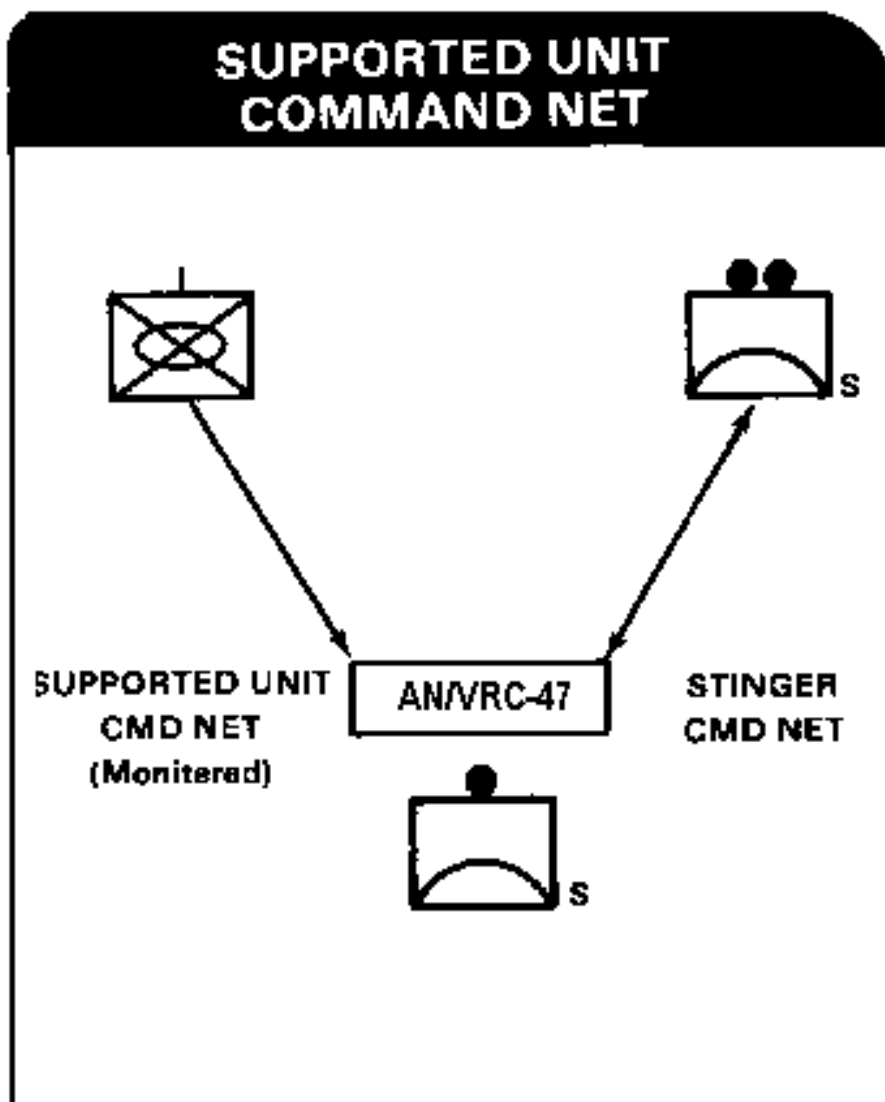 SUPPORTED UNIT
COMMAND NET
S
SUPPORTED UNIT
CMD NET
(Monitered)
AN/VRC-47
STINGER
CMD NET
S